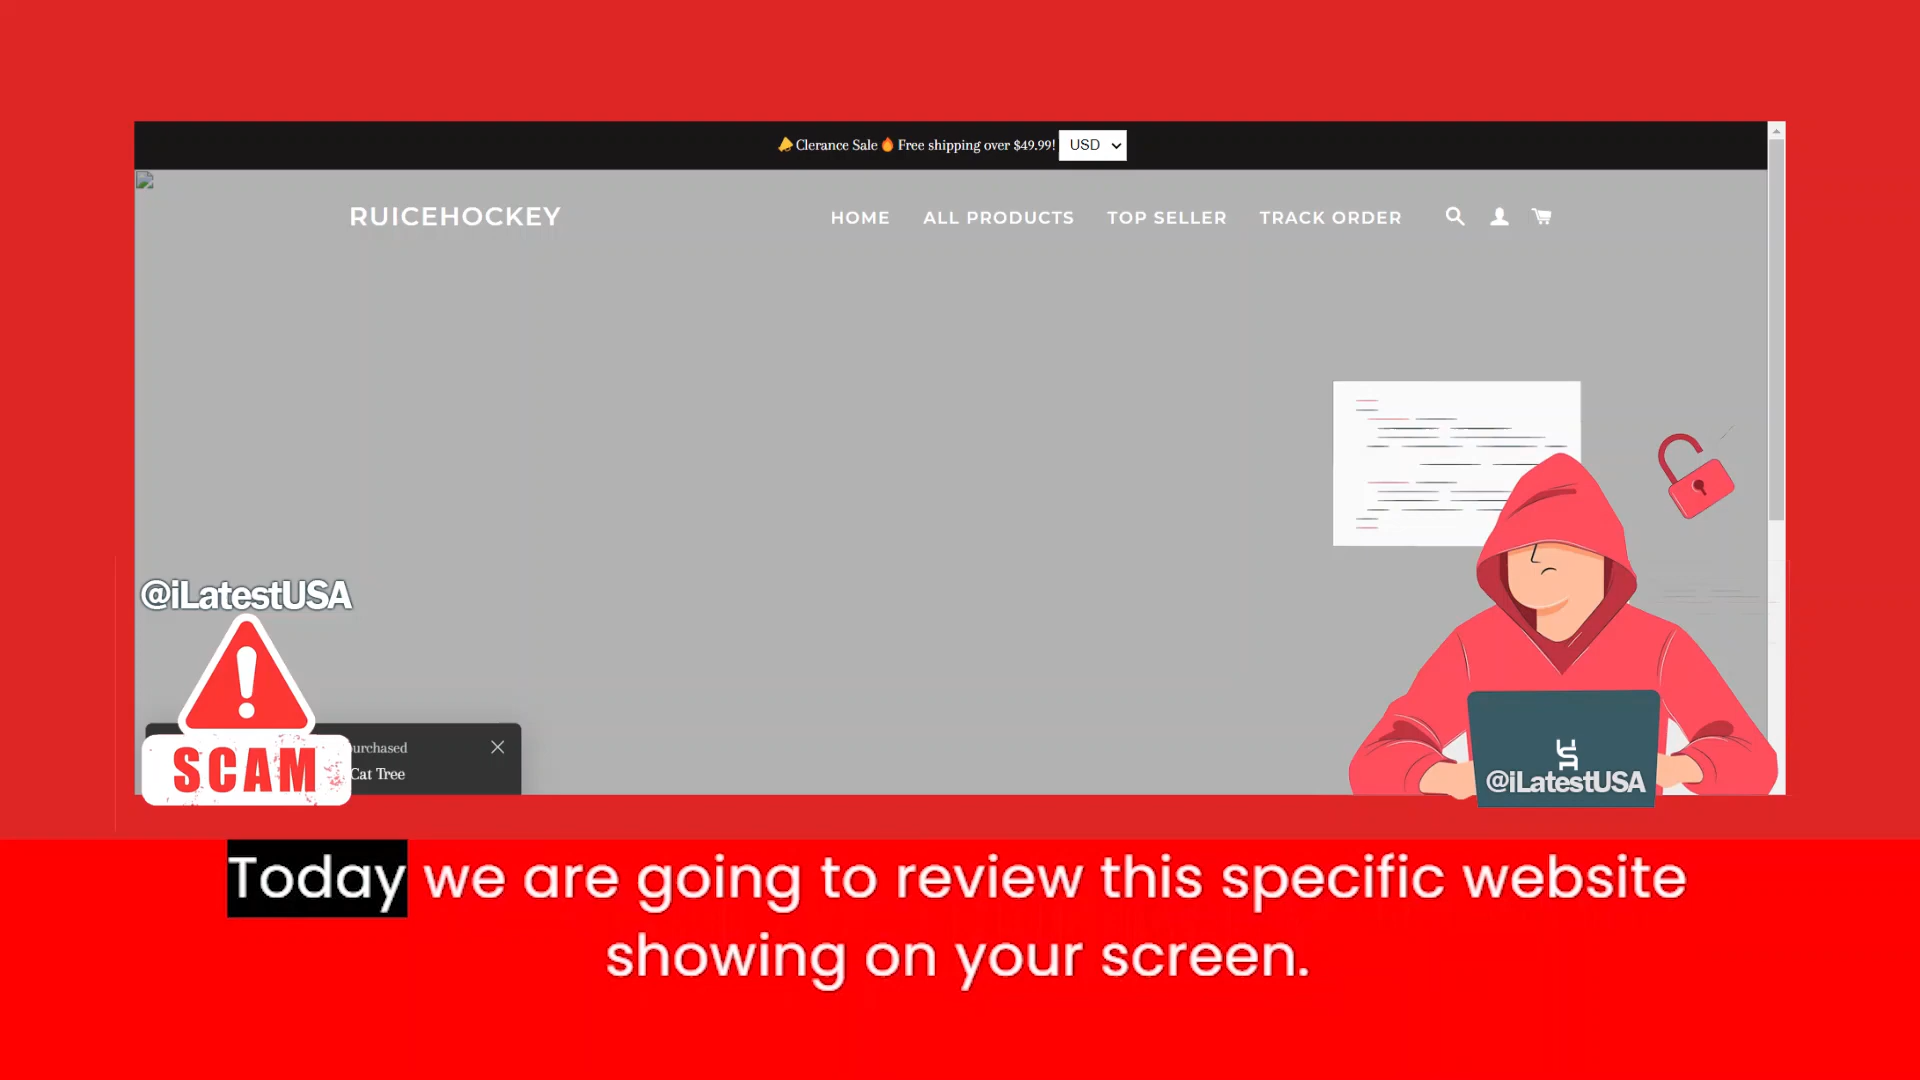 Clerance Sale Free shipping over $49.99! USD
RUICEHOCKEY
HOME ALL PRODUCTS TOP SELLER TRACK ORDER
@iLatestUSA
SCAM
Cat Tree
@iLatestUSA
Today we are going to review this specific website
showing on your screen.